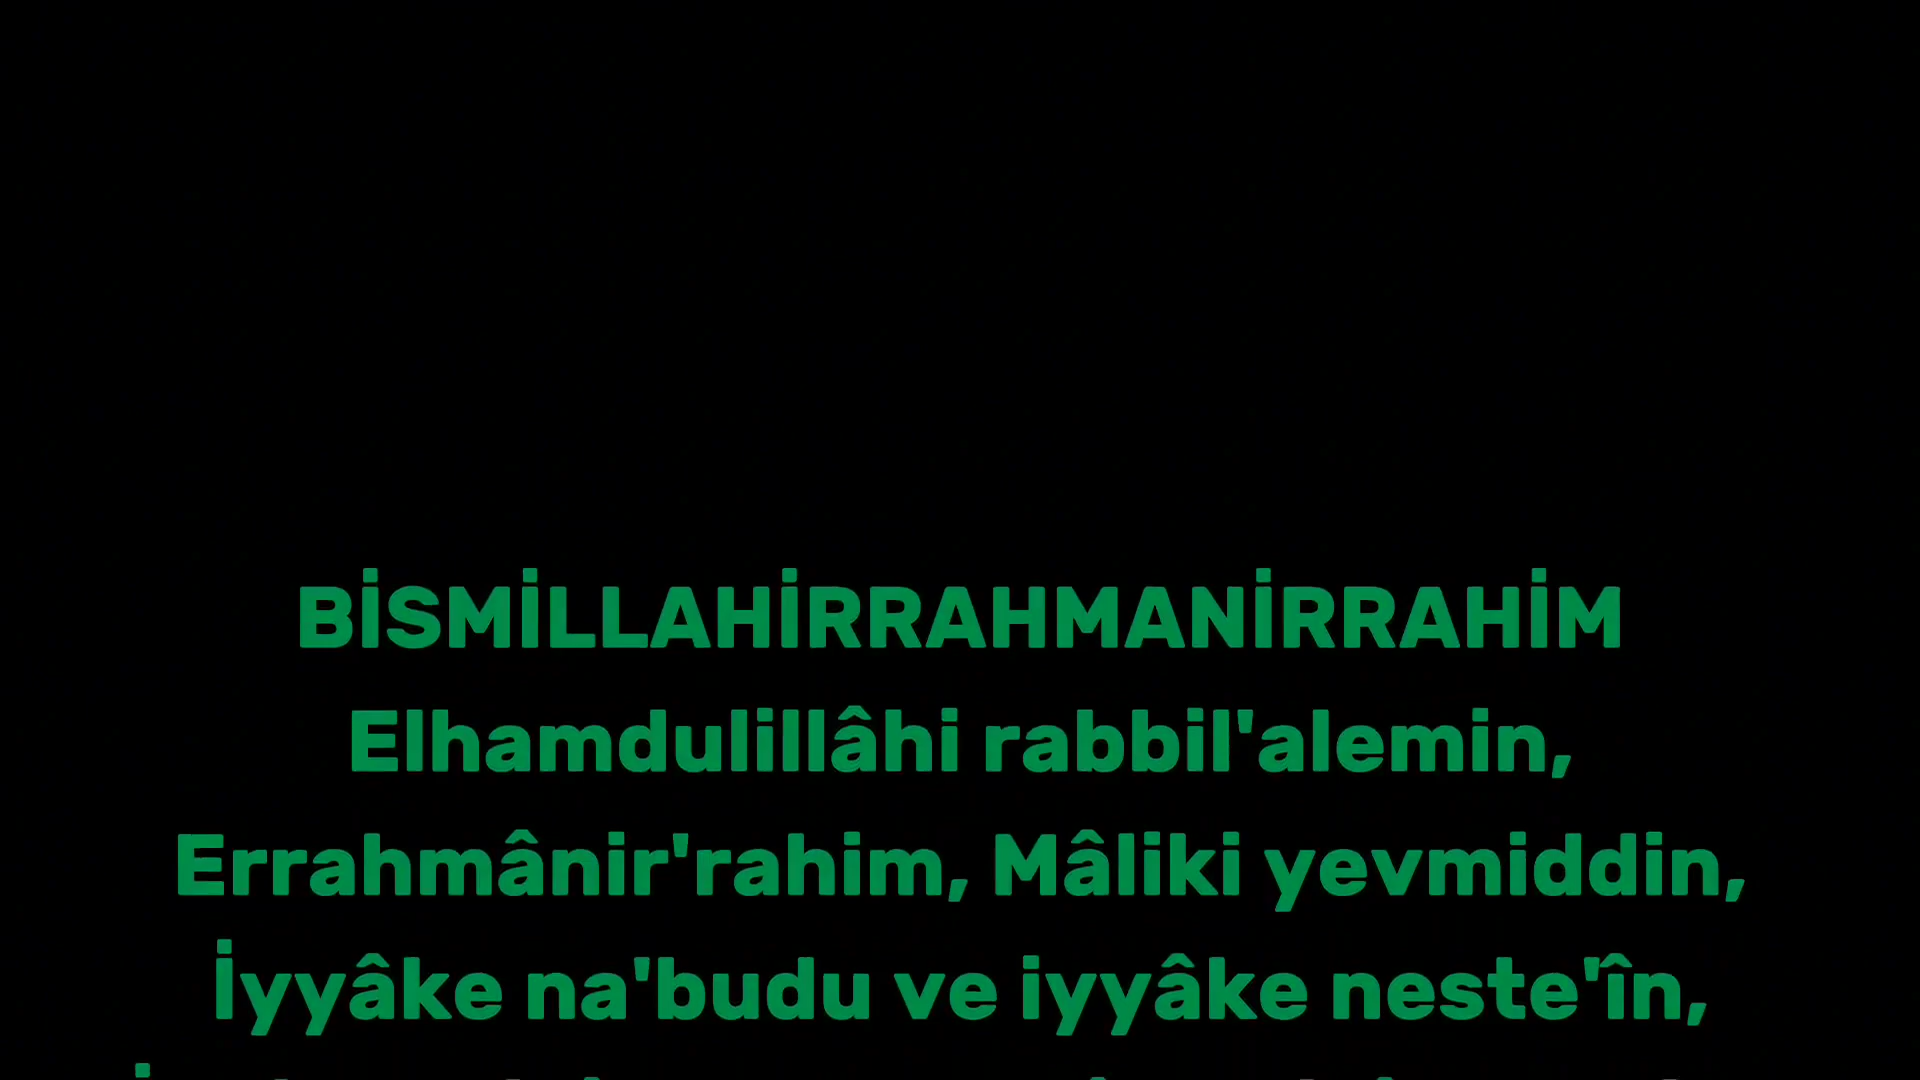 BİSMİLLAHİRRAHMANİRRAHİM
Elhamdulillâhi rabbil'alemin,
Errahmânir'rahim, Mâliki yevmiddin,
İyyâke na'budu ve iyyâke neste'în,